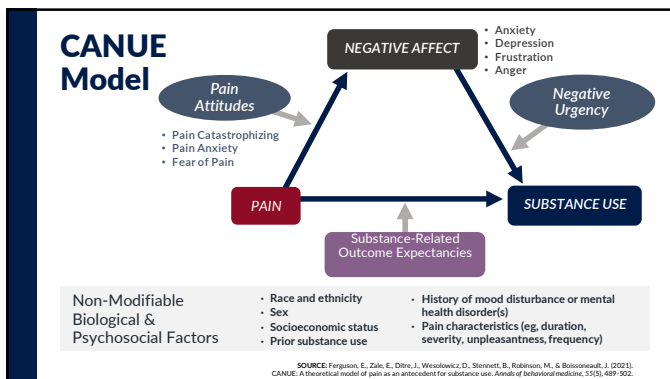 CANUE
Model
NEGATIVE AFFECT
• Anxiety
• Depression
• Frustration
• Anger
Pain
Attitudes
• Pain Catastrophizing
• Pain Anxiety
• Fear of Pain
Negative
Urgency
PAIN
SUBSTANCE USE
Substance-Related
Outcome Expectancies
Non-Modifiable
Biological &
Psychosocial Factors
• Race and ethnicity
• Sex
• Socioeconomic status
• Prior substance use
• History of mood disturbance or mental
health disorder(s)
• Pain characteristics (eg, duration,
severity, unpleasantness, frequency)
SOURCE: Ferguson, E., Zale, E., Ditre, J., Wesolowicz, D., Stennett, B., Robinson, M., & Boissoneault, J. (2021).
CANUE: A theoretical model of pain as an antecedent for substance use. Annals of behavioral medicine, 55(5), 489-502.